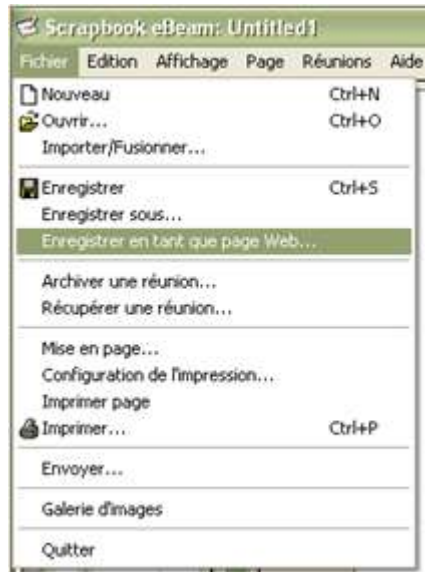 Scrapbook eBeam: Untitled1
Fichier Edition Affichage Page Réunions Aide
Nouveau Ctrl+N
Ouvrir... Ctrl+O
Importer/Fusionner...
Enregistrer Ctrl+S
Enregistrer sous...
Enregistrer en tant que page Web...
Archiver une réunion...
Récupérer une réunion...
Mise en page...
Configuration de l'impression...
Imprimer page
Imprimer... Ctrl+P
Envoyer...
Galerie d'images
Quitter